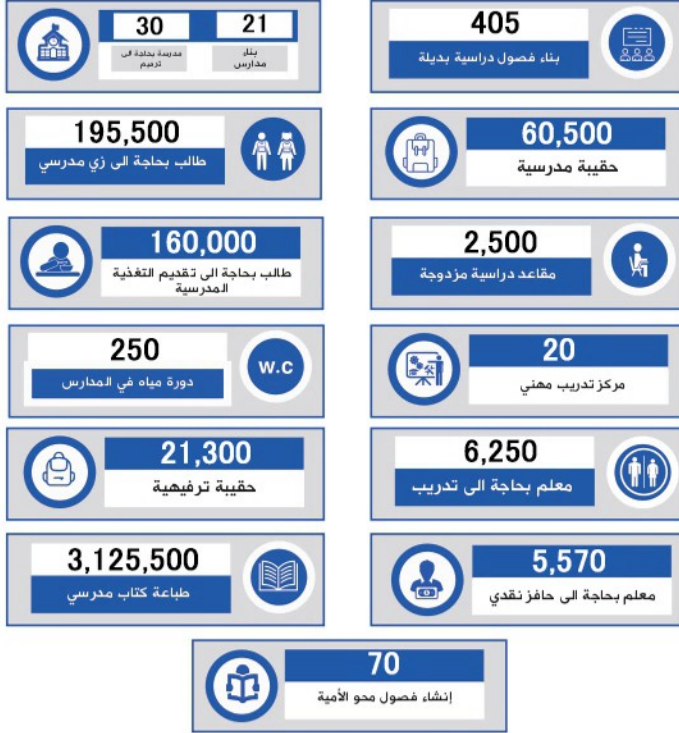 405
بناء فصول دراسية بديلة
21
بناء
مدارس
30
مدرسة بحاجة الى
ترميم
60,500
حقيبة مدرسية
195,500
طالب بحاجة الى زي مدرسي
2,500
مقاعد دراسية مزدوجة
160,000
طالب بحاجة الى تقديم التغذية
المدرسية
20
مركز تدريب مهني
250
دورة مياه في المدارس
W.C
6,250
معلم بحاجة الى تدريب
21,300
حقيبة ترفيهية
5,570
معلم بحاجة الى حافز نقدي
3,125,500
طباعة كتاب مدرسي
70
إنشاء فصول محو الأمية